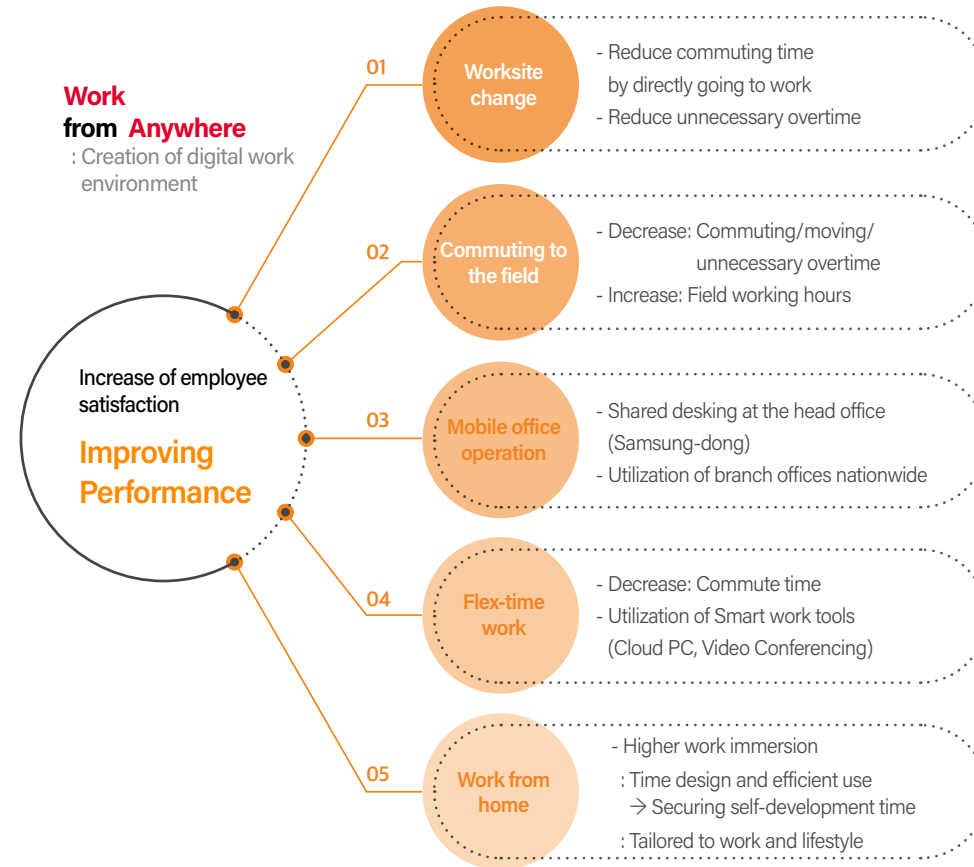 Work
from Anywhere
: Creation of digital work
environment
Increase of employee
satisfaction
Improving
Performance
01
Worksite
change
- Reduce commuting time
by directly going to work
- Reduce unnecessary overtime
02
Commuting to
the field
- Decrease: Commuting/moving/
unnecessary overtime
- Increase: Field working hours
03
Mobile office
operation
- Shared desking at the head office
(Samsung-dong)
- Utilization of branch offices nationwide
04
Flex-time
work
- Decrease: Commute time
- Utilization of Smart work tools
(Cloud PC, Video Conferencing)
05
Work from
home
- Higher work immersion
: Time design and efficient use
→ Securing self-development time
: Tailored to work and lifestyle